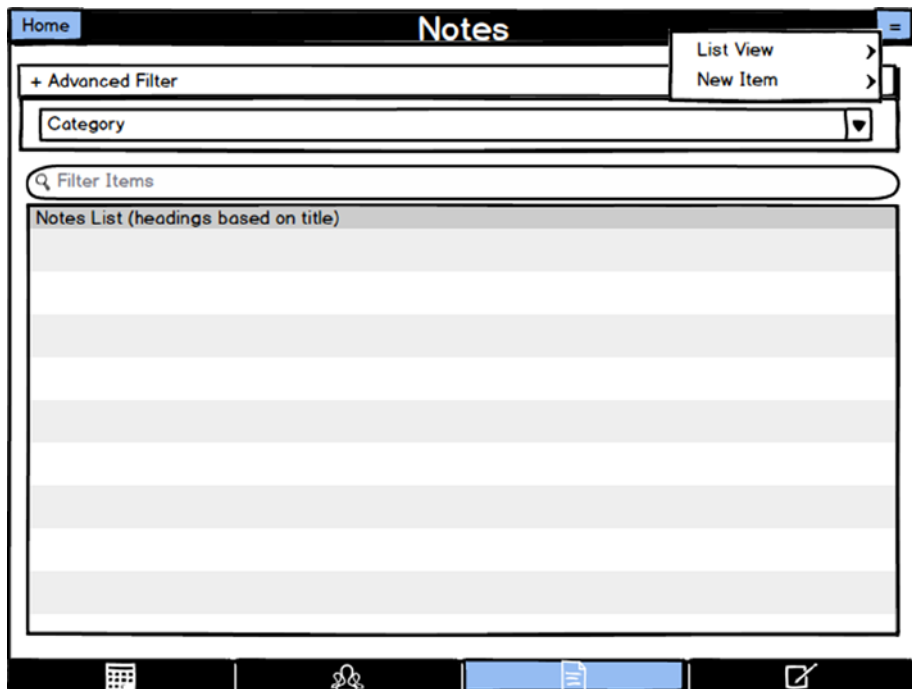 Home
Notes
=
List View
New Item
+ Advanced Filter
Category
Filter Items
Notes List (headings based on title)